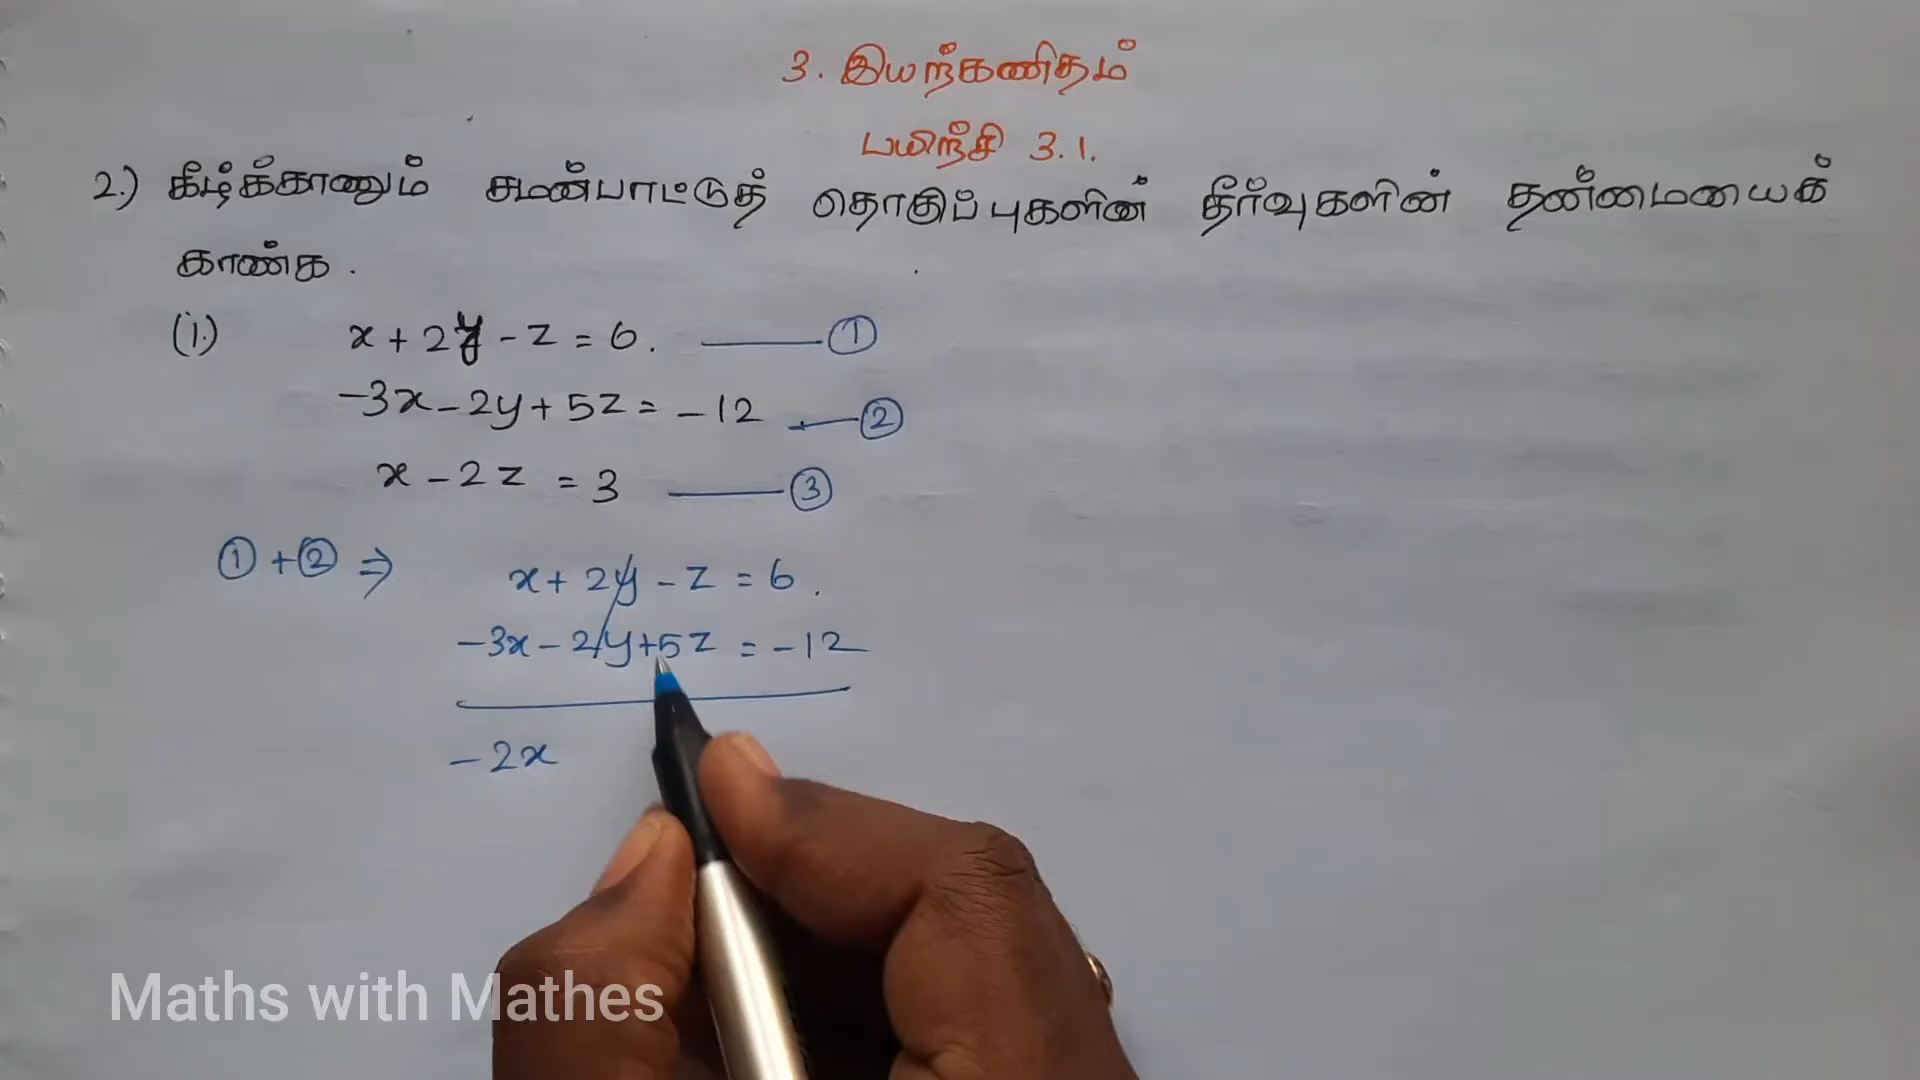 3. இயற்கணிதம்
பயிற்சி 3.1.
2.) கீழ்க்காணும் சமன்பாட்டுத் தொகுப்புகளின் தீர்வுகளின் தன்மையைக்
காண்க.
(i.) x + 2y - z = 6. ——— ①
-3x - 2y + 5z = -12 —— ②
x - 2z = 3 ——— ③
① + ② ⇒ x + 2y - z = 6.
-3x - 2y + 5z = -12
-2x
Maths with Mathes